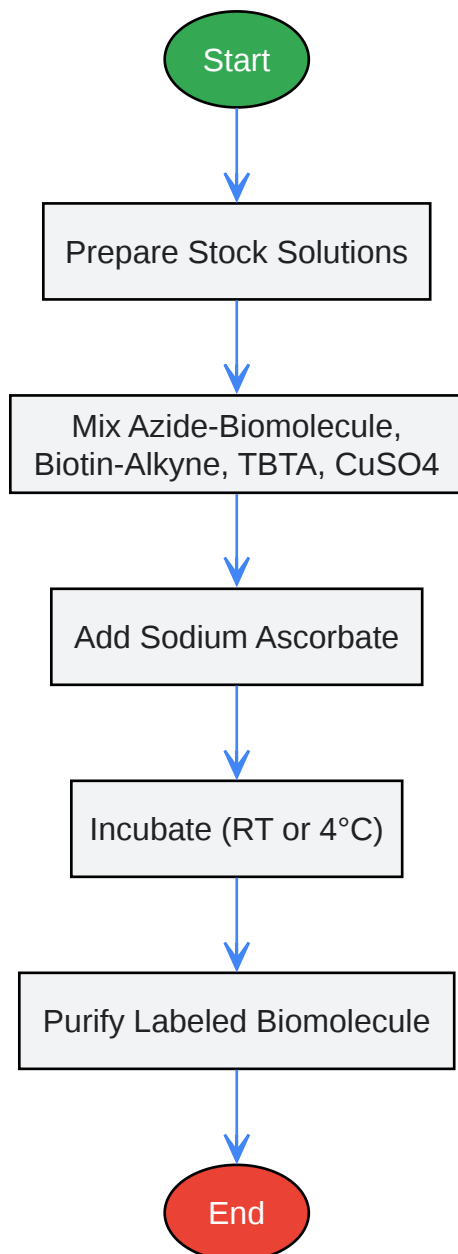 Start
Prepare Stock Solutions
Mix Azide-Biomolecule,
Biotin-Alkyne, TBTA, CuSO4
Add Sodium Ascorbate
Incubate (RT or 4°C)
Purify Labeled Biomolecule
End